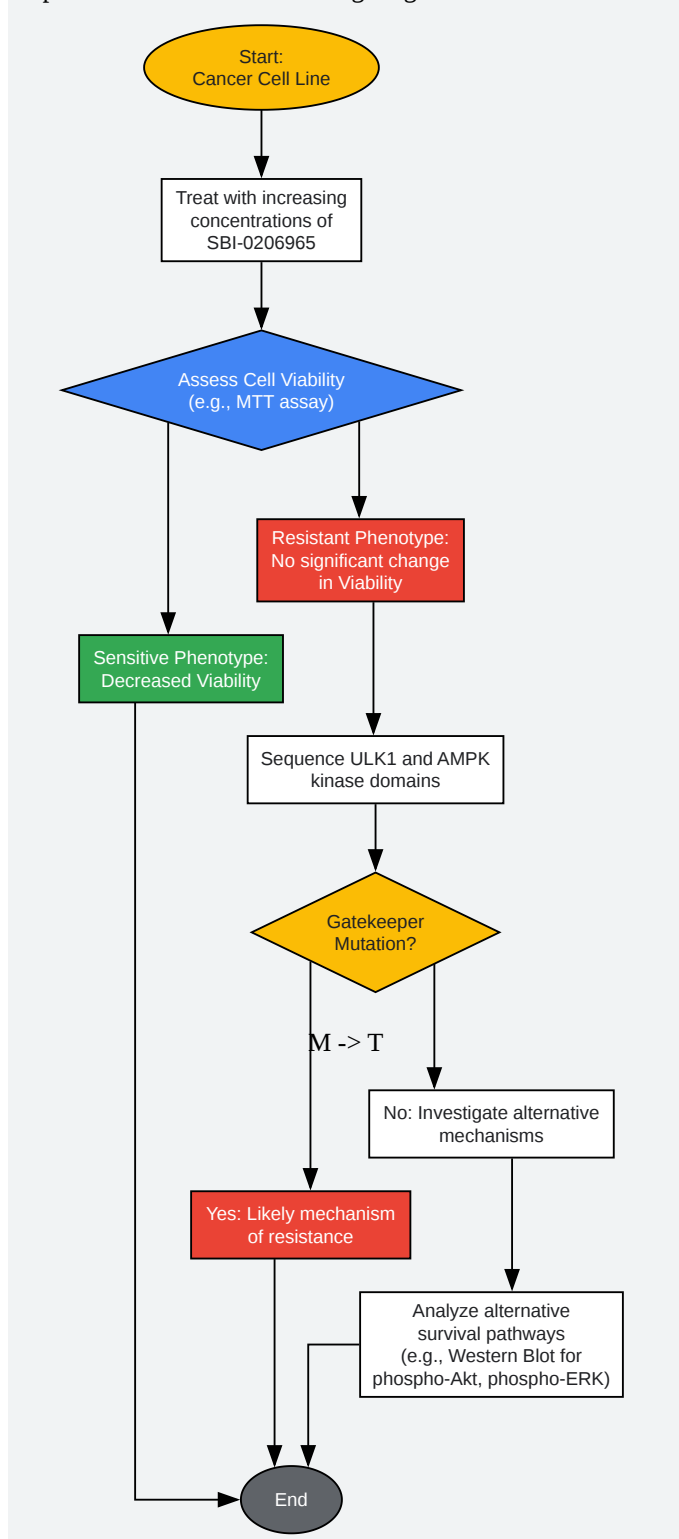 Start:
Cancer Cell Line
Treat with increasing
concentrations of
SBI-0206965
Assess Cell Viability
(e.g., MTT assay)
Resistant Phenotype:
No significant change
in Viability
Sensitive Phenotype:
Decreased Viability
Sequence ULK1 and AMPK
kinase domains
Gatekeeper
Mutation?
M -> T
No: Investigate alternative
mechanisms
Yes: Likely mechanism
of resistance
Analyze alternative
survival pathways
(e.g., Western Blot for
phospho-Akt, phospho-ERK)
End